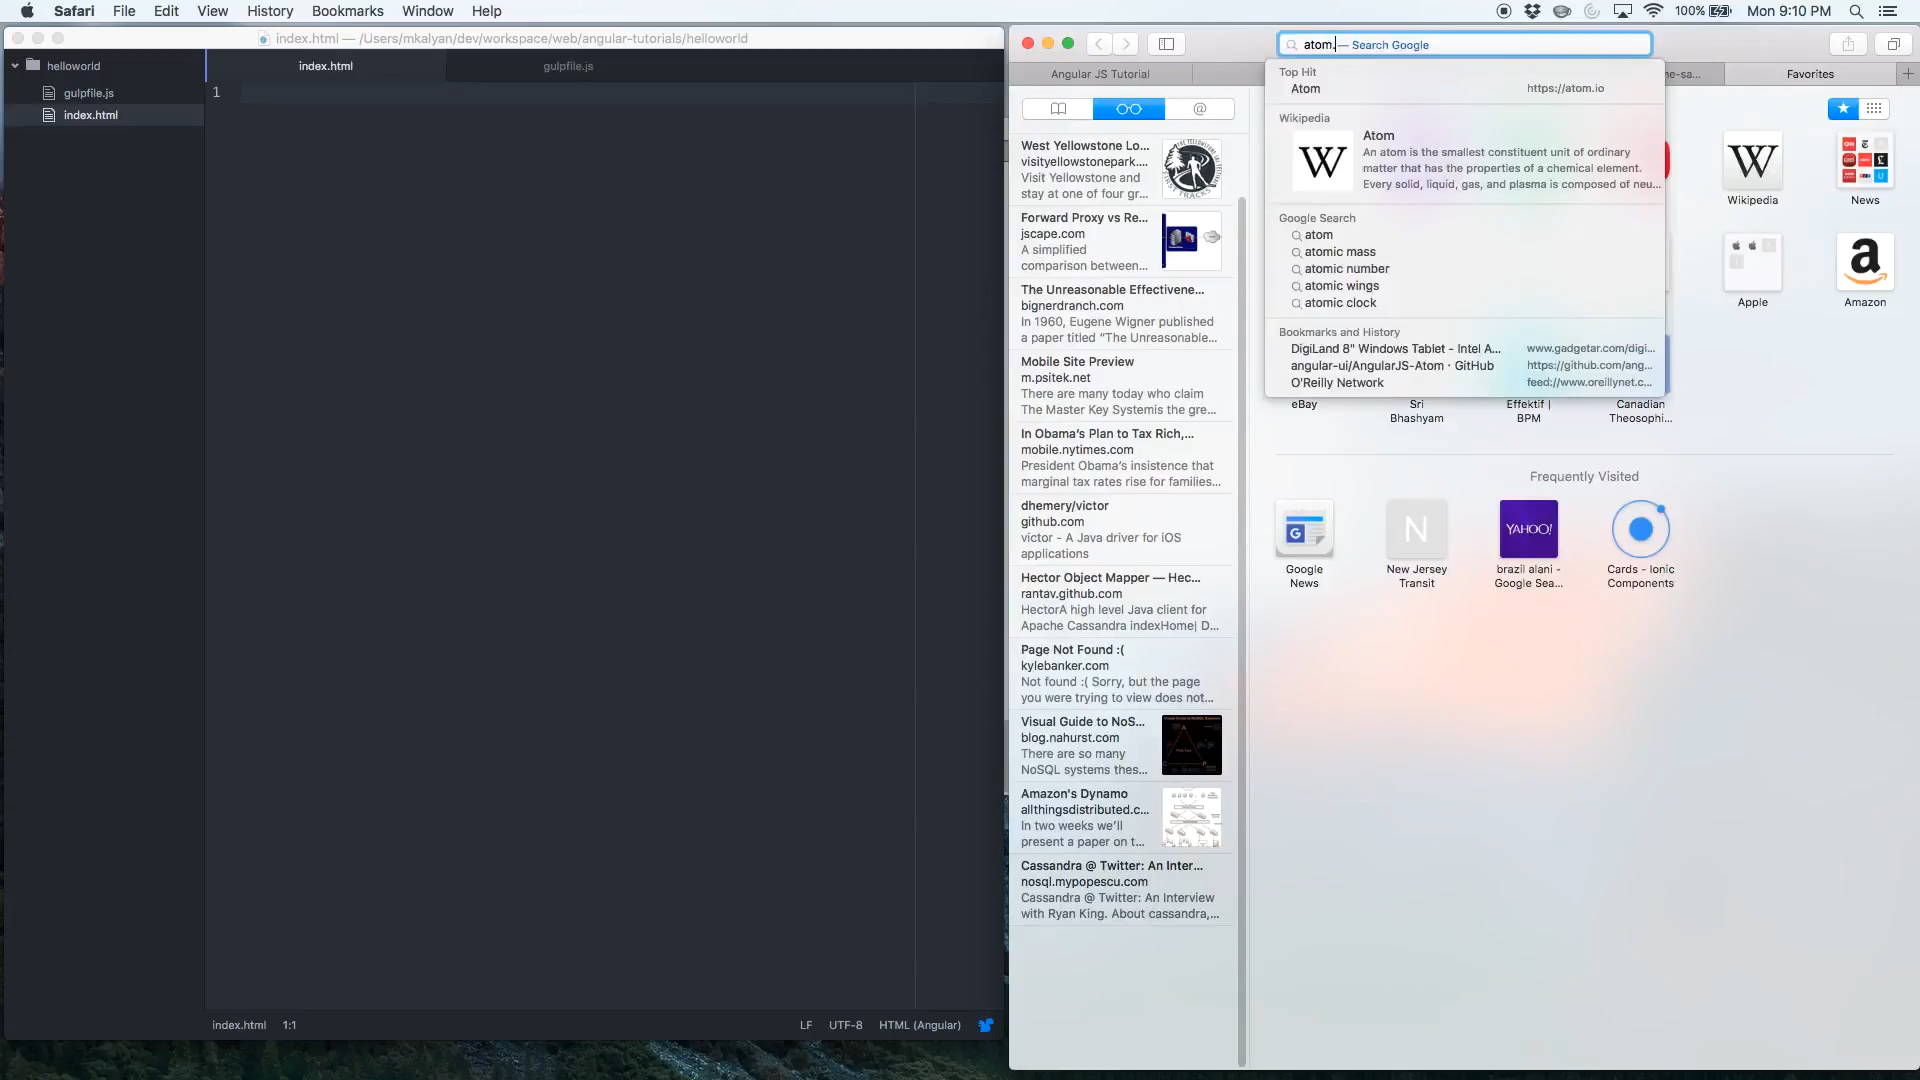 Safari File Edit View History Bookmarks Window Help
100% Mon 9:10 PM
index.html — /Users/mkalyan/dev/workspace/web/angular-tutorials/helloworld
helloworld
gulpfile.js
index.html
index.html
gulpfile.js
1
index.html 1:1
LF UTF-8 HTML (Angular)
atom. — Search Google
Angular JS Tutorial
ne-sa...
Favorites
Top Hit
Atom https://atom.io
Wikipedia
W
Atom
An atom is the smallest constituent unit of ordinary
matter that has the properties of a chemical element.
Every solid, liquid, gas, and plasma is composed of neu...
Google Search
atom
atomic mass
atomic number
atomic wings
atomic clock
Bookmarks and History
DigiLand 8" Windows Tablet - Intel A... www.gadgetar.com/digi...
angular-ui/AngularJS-Atom · GitHub https://github.com/ang...
O'Reilly Network feed://www.oreillynet.c...
@
West Yellowstone Lo...
visityellowstonepark....
Visit Yellowstone and
stay at one of four gr...
Forward Proxy vs Re...
jscape.com
A simplified
comparison between...
The Unreasonable Effectivene...
bignerdranch.com
In 1960, Eugene Wigner published
a paper titled “The Unreasonable...
Mobile Site Preview
m.psitek.net
There are many today who claim
The Master Key Systemis the gre...
In Obama’s Plan to Tax Rich,...
mobile.nytimes.com
President Obama’s insistence that
marginal tax rates rise for families...
dhemery/victor
github.com
victor - A Java driver for iOS
applications
Hector Object Mapper — Hec...
rantav.github.com
HectorA high level Java client for
Apache Cassandra indexHome| D...
Page Not Found :(
kylebanker.com
Not found :( Sorry, but the page
you were trying to view does not...
Visual Guide to NoS...
blog.nahurst.com
There are so many
NoSQL systems thes...
Amazon's Dynamo
allthingsdistributed.c...
In two weeks we’ll
present a paper on t...
Cassandra @ Twitter: An Inter...
nosql.mypopescu.com
Cassandra @ Twitter: An Interview
with Ryan King. About cassandra,...
W
Wikipedia
News
Apple
a
Amazon
eBay
Sri
Bhashyam
Effektif |
BPM
Canadian
Theosophi...
Frequently Visited
G
Google
News
N
New Jersey
Transit
YAHOO!
brazil alani -
Google Sea...
Cards - Ionic
Components